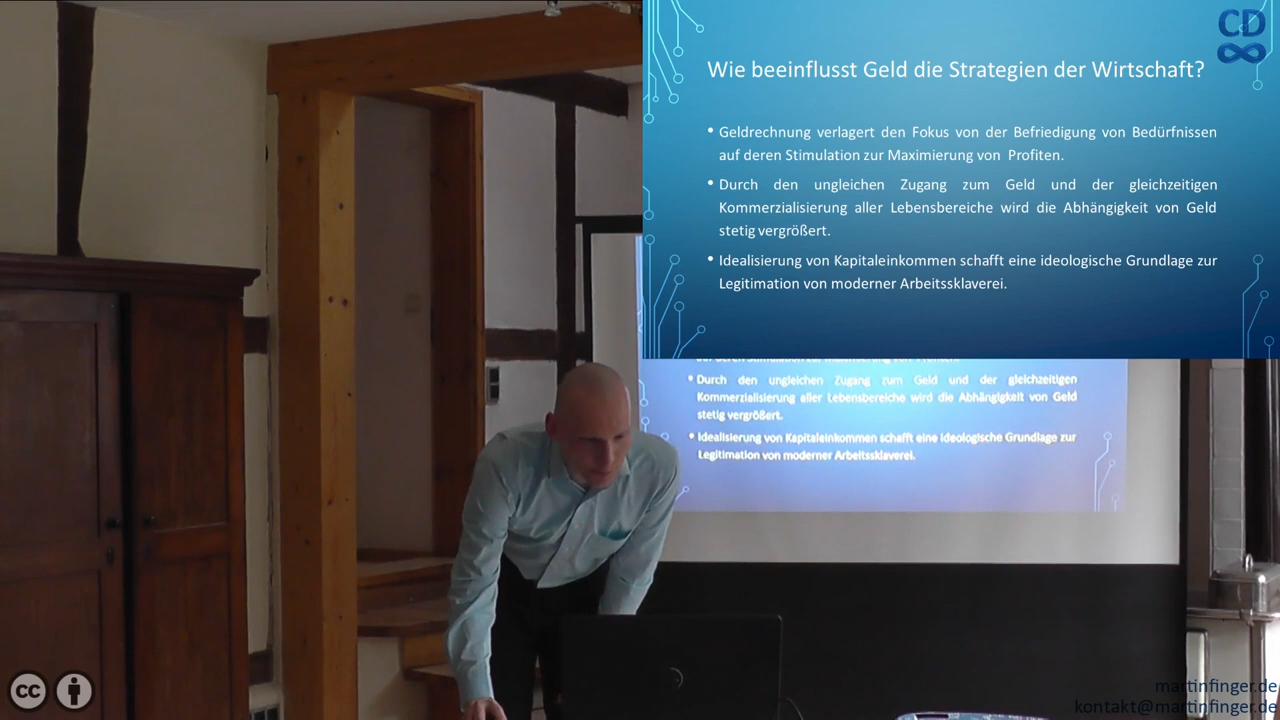 CD
Wie beeinflusst Geld die Strategien der Wirtschaft?
• Geldrechnung verlagert den Fokus von der Befriedigung von Bedürfnissen
auf deren Stimulation zur Maximierung von Profiten.
• Durch den ungleichen Zugang zum Geld und der gleichzeitigen
Kommerzialisierung aller Lebensbereiche wird die Abhängigkeit von Geld
stetig vergrößert.
• Idealisierung von Kapitaleinkommen schafft eine ideologische Grundlage zur
Legitimation von moderner Arbeitssklaverei.
• Durch den ungleichen Zugang zum Geld und der gleichzeitigen
Kommerzialisierung aller Lebensbereiche wird die Abhängigkeit von Geld
stetig vergrößert.
• Idealisierung von Kapitaleinkommen schafft eine ideologische Grundlage zur
Legitimation von moderner Arbeitssklaverei.
cc
martinfinger.de
kontakt@martinfinger.de